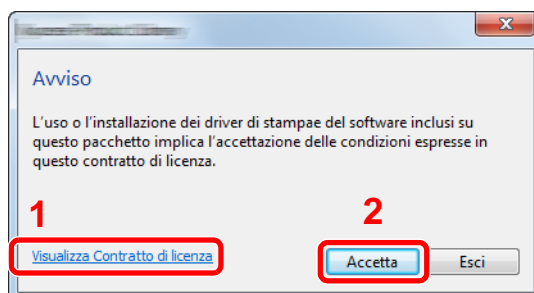 Avviso
L'uso o l'installazione dei driver di stampae del software inclusi su
questo pacchetto implica l'accettazione delle condizioni espresse in
questo contratto di licenza.
1
2
Visualizza Contratto di licenza
Accetta
Esci